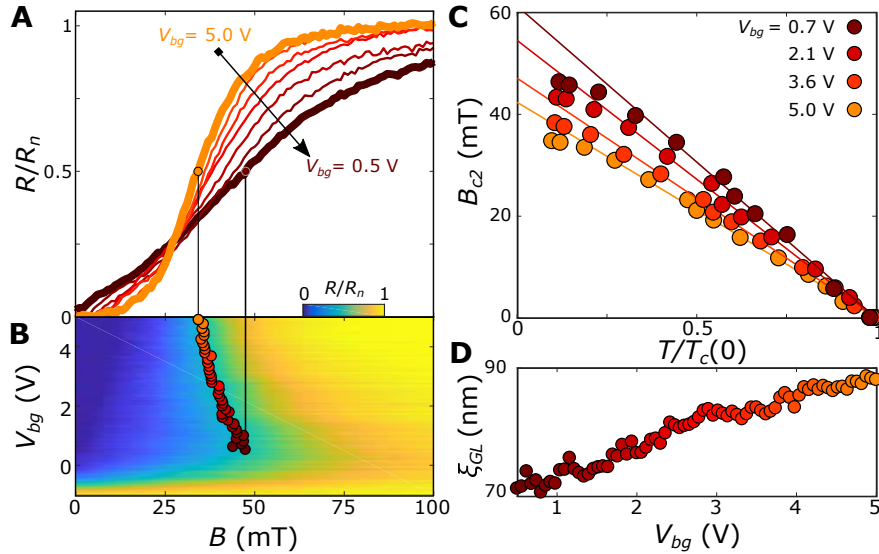 A
1
V_bg = 5.0 V
R/R_n
0.5
V_bg = 0.5 V
0 R/R_n 1
0
B
4
V_bg (V)
2
0
0 25 50 75 100
B (mT)
C
60
V_bg = 0.7 V
2.1 V
3.6 V
5.0 V
40
B_c2 (mT)
20
0
0 0.5 1
T/T_c(0)
D
90
ξ_GL (nm)
70
1 2 3 4 5
V_bg (V)